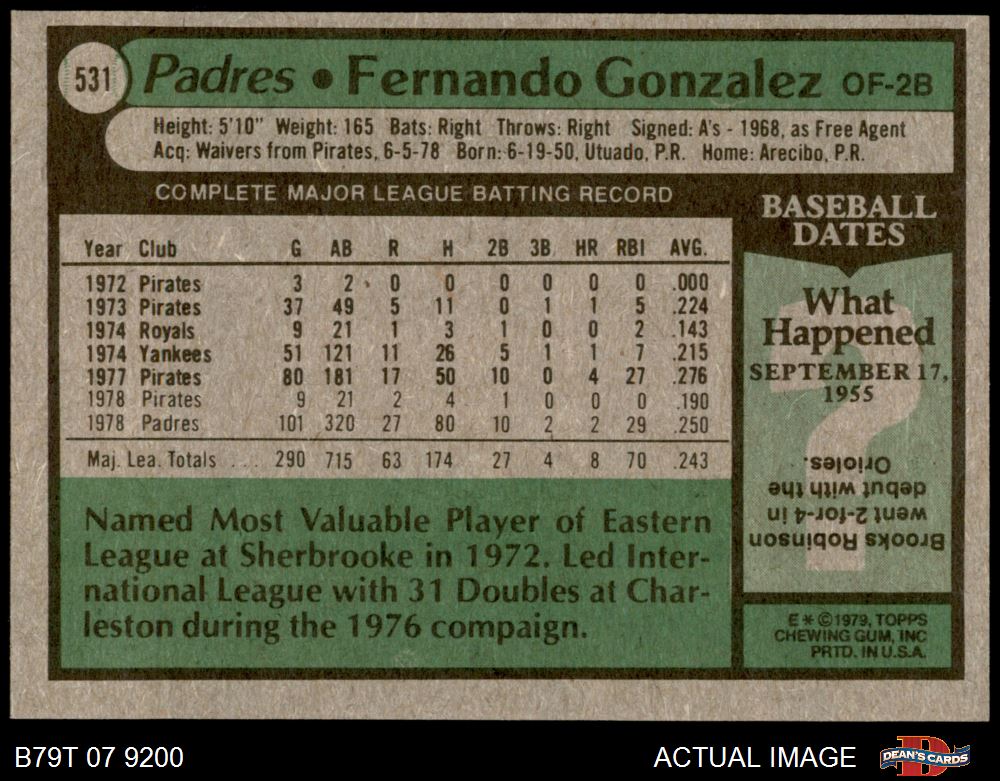 531 Padres • Fernando Gonzalez OF-2B
Height: 5'10" Weight: 165 Bats: Right Throws: Right Signed: A's - 1968, as Free Agent
Acq: Waivers from Pirates, 6-5-78 Born: 6-19-50, Utuado, P.R. Home: Arecibo, P.R.
COMPLETE MAJOR LEAGUE BATTING RECORD
Year Club G AB R H 2B 3B HR RBI AVG.
1972 Pirates 3 2 0 0 0 0 0 0 .000
1973 Pirates 37 49 5 11 0 1 1 5 .224
1974 Royals 9 21 1 3 1 0 0 2 .143
1974 Yankees 51 121 11 26 5 1 1 7 .215
1977 Pirates 80 181 17 50 10 0 4 27 .276
1978 Pirates 9 21 2 4 1 0 0 0 .190
1978 Padres 101 320 27 80 10 2 2 29 .250
Maj. Lea. Totals ... 290 715 63 174 27 4 8 70 .243
Named Most Valuable Player of Eastern
League at Sherbrooke in 1972. Led Inter-
national League with 31 Doubles at Char-
leston during the 1976 compaign.
BASEBALL
DATES
What
Happened
SEPTEMBER 17,
1955
?
Brooks Robinson
went 2-for-4 in
debut with the
Orioles.
E * © 1979, TOPPS
CHEWING GUM, INC
PRTD. IN U.S.A.
B79T 07 9200
ACTUAL IMAGE
D
DEAN'S CARDS